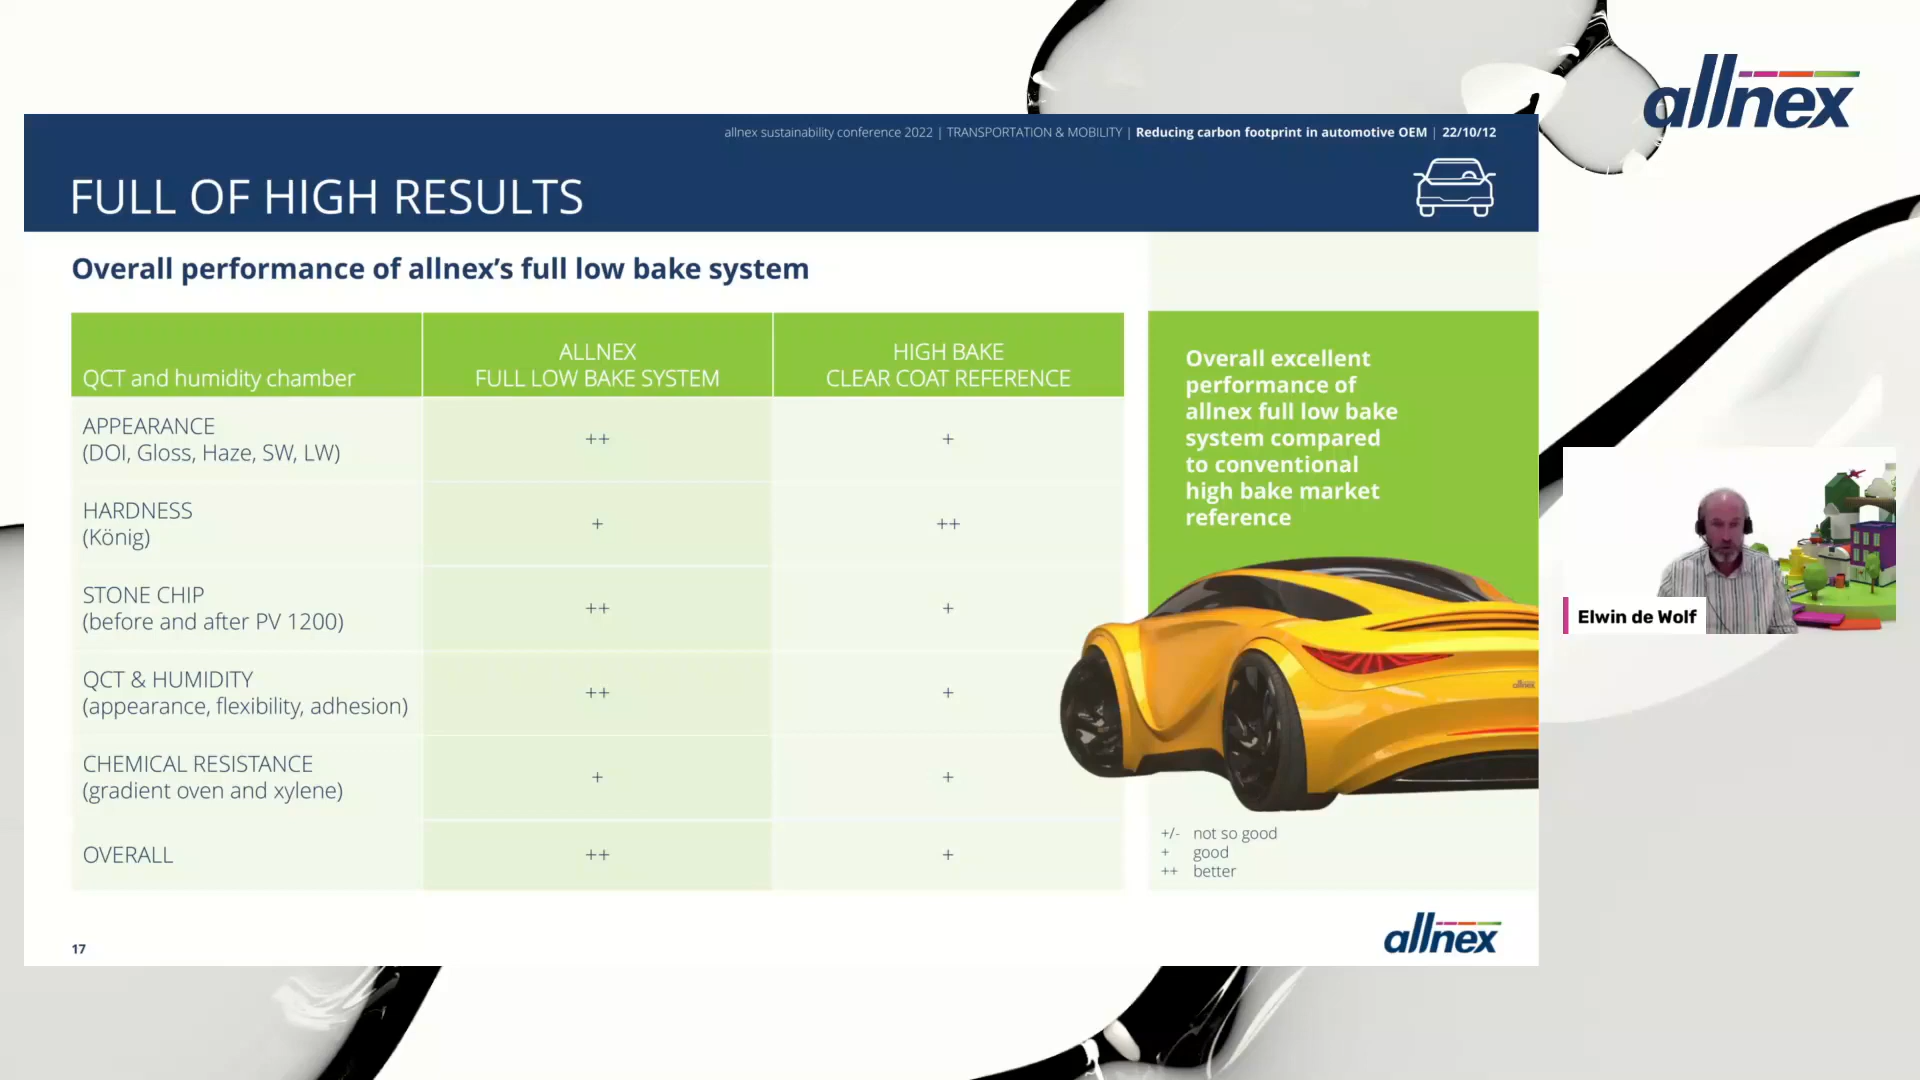 allnex
allnex sustainability conference 2022 | TRANSPORTATION & MOBILITY | Reducing carbon footprint in automotive OEM | 22/10/12
FULL OF HIGH RESULTS
Overall performance of allnex’s full low bake system
QCT and humidity chamber
ALLNEX
FULL LOW BAKE SYSTEM
HIGH BAKE
CLEAR COAT REFERENCE
APPEARANCE
(DOI, Gloss, Haze, SW, LW)
++
+
HARDNESS
(König)
+
++
STONE CHIP
(before and after PV 1200)
++
+
QCT & HUMIDITY
(appearance, flexibility, adhesion)
++
+
CHEMICAL RESISTANCE
(gradient oven and xylene)
+
+
OVERALL
++
+
Overall excellent
performance of
allnex full low bake
system compared
to conventional
high bake market
reference
allnex
+/- not so good
+ good
++ better
Elwin de Wolf
17
allnex